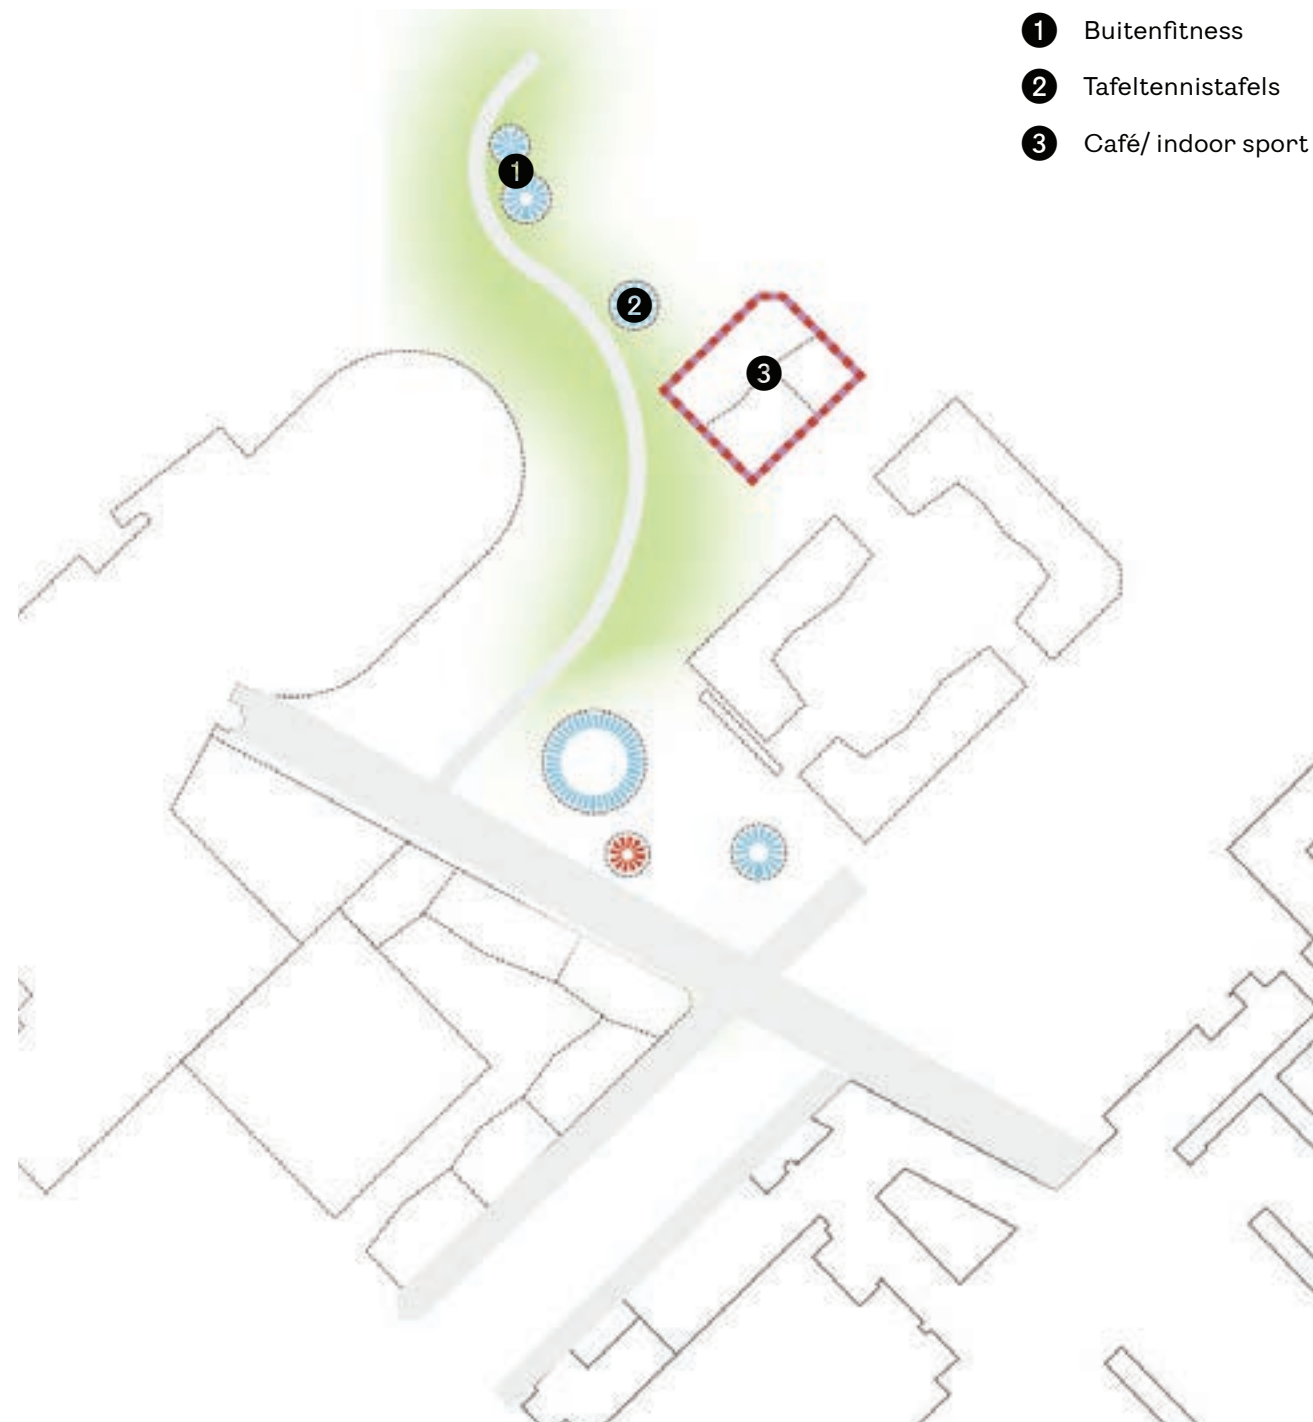 1 Buitenfitness
2 Tafeltennistafels
3 Café/ indoor sport
1
2
3